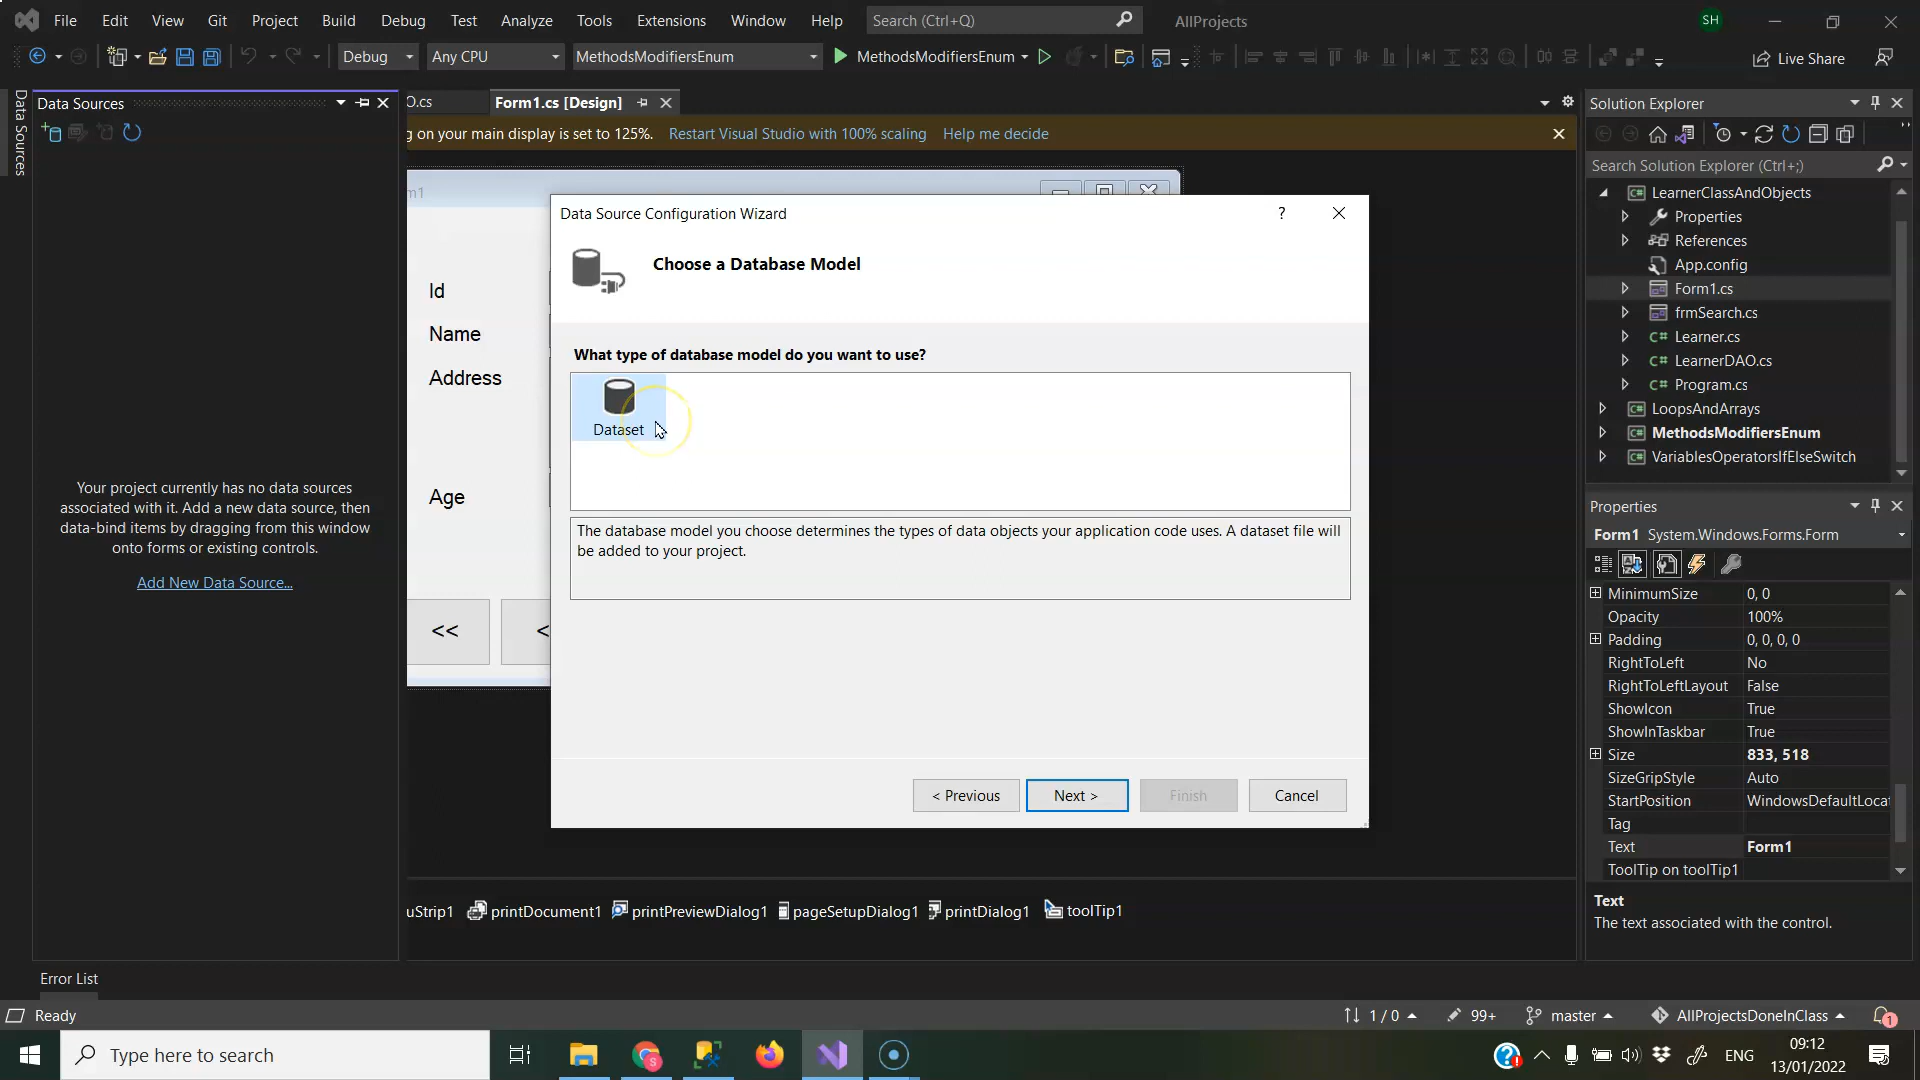 File Edit View Git Project Build Debug Test Analyze Tools Extensions Window Help Search (Ctrl+Q) AllProjects SH
Debug Any CPU MethodsModifiersEnum MethodsModifiersEnum Live Share
Data Sources
Data Sources
O.cs Form1.cs [Design]
g on your main display is set to 125%. Restart Visual Studio with 100% scaling Help me decide
m1
Id
Name
Address
Age
<< <
Your project currently has no data sources
associated with it. Add a new data source, then
data-bind items by dragging from this window
onto forms or existing controls.
Add New Data Source...
Data Source Configuration Wizard ?
Choose a Database Model
What type of database model do you want to use?
Dataset
The database model you choose determines the types of data objects your application code uses. A dataset file will
be added to your project.
< Previous Next > Finish Cancel
uStrip1 printDocument1 printPreviewDialog1 pageSetupDialog1 printDialog1 toolTip1
Solution Explorer
Search Solution Explorer (Ctrl+;)
C# LearnerClassAndObjects
Properties
References
App.config
Form1.cs
frmSearch.cs
C# Learner.cs
C# LearnerDAO.cs
C# Program.cs
C# LoopsAndArrays
C# MethodsModifiersEnum
C# VariablesOperatorsIfElseSwitch
Properties
Form1 System.Windows.Forms.Form
MinimumSize 0, 0
Opacity 100%
Padding 0, 0, 0, 0
RightToLeft No
RightToLeftLayout False
ShowIcon True
ShowInTaskbar True
Size 833, 518
SizeGripStyle Auto
StartPosition WindowsDefaultLocat
Tag
Text Form1
ToolTip on toolTip1
Text
The text associated with the control.
Error List
Ready 1 / 0 99+ master AllProjectsDoneInClass 1
Type here to search ENG 09:12
13/01/2022